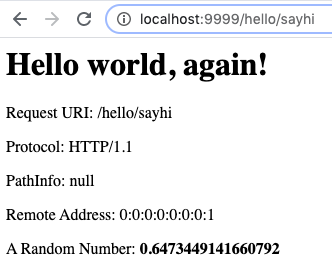 localhost:9999/hello/sayhi
Hello world, again!
Request URI: /hello/sayhi
Protocol: HTTP/1.1
PathInfo: null
Remote Address: 0:0:0:0:0:0:0:1
A Random Number: 0.6473449141660792